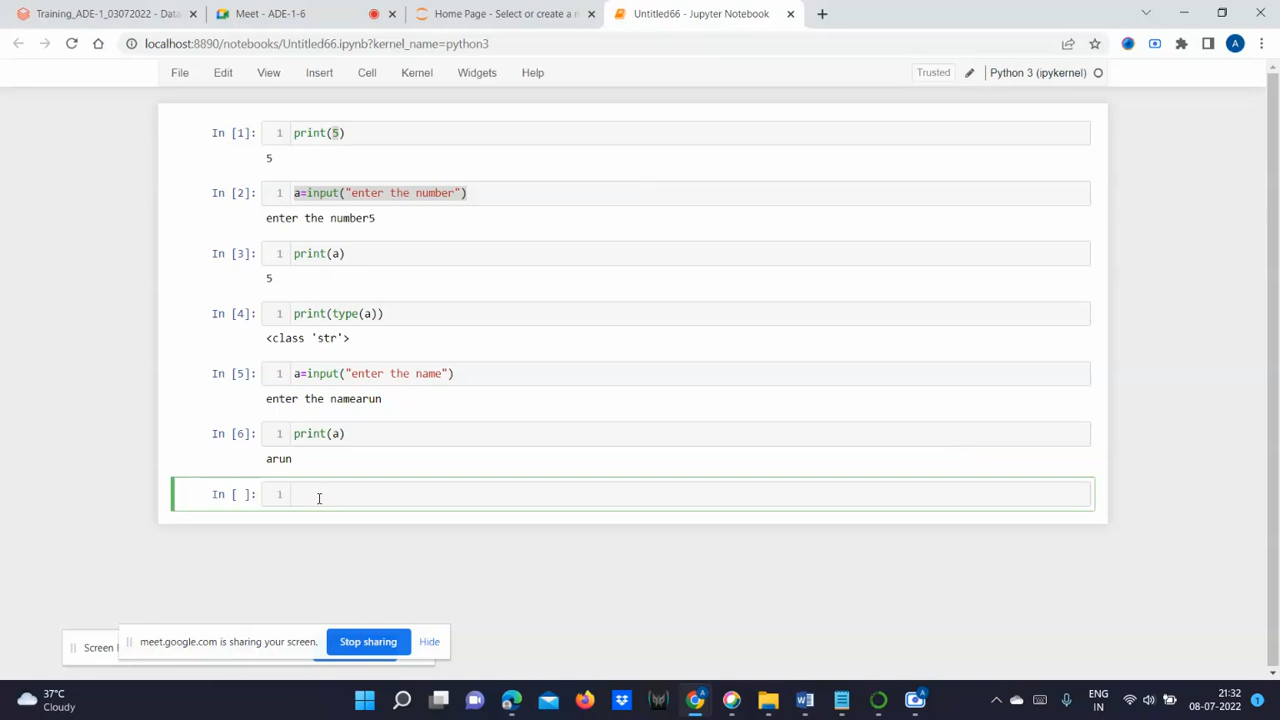 Training_ADE-1_03072022 - Data
Meet - ADE-1-6
Home Page - Select or create a n
Untitled66 - Jupyter Notebook
localhost:8890/notebooks/Untitled66.ipynb?kernel_name=python3
A
File Edit View Insert Cell Kernel Widgets Help
Trusted
Python 3 (ipykernel)
In [1]: 1 print(5)
5
In [2]: 1 a=input("enter the number")
enter the number5
In [3]: 1 print(a)
5
In [4]: 1 print(type(a))
<class 'str'>
In [5]: 1 a=input("enter the name")
enter the namearun
In [6]: 1 print(a)
arun
In [ ]: 1
Screen
meet.google.com is sharing your screen. Stop sharing Hide
37°C
Cloudy
ENG
IN
21:32
08-07-2022
1